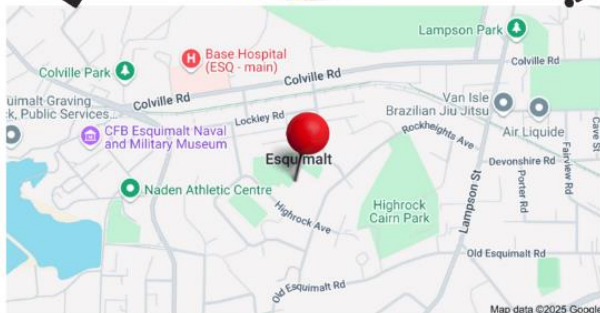 Lampson Park
Base Hospital
(ESQ - main)
Colville Rd
Colville Park
Colville Rd
Colville Rd
Van Isle
Brazilian Jiu Jitsu
uimalt Graving
k, Public Services...
Lockley Rd
Rockheights Ave
Air Liquide
Cave St
CFB Esquimalt Naval
and Military Museum
Esquimalt
Devonshire Rd
Fairview Rd
Porter Rd
Naden Athletic Centre
Lampson St
Highrock
Cairn Park
Highrock Ave
Old Esquimalt Rd
Old Esquimalt Rd
Map data ©2025 Google